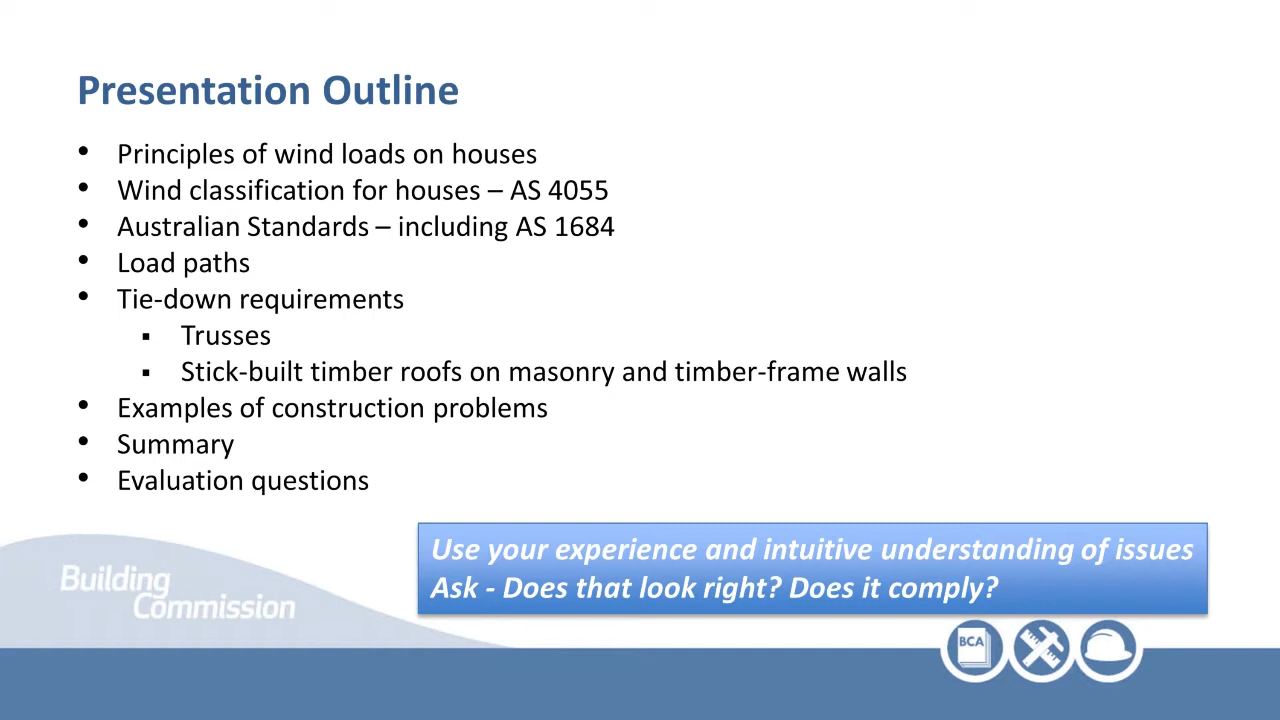 Presentation Outline
• Principles of wind loads on houses
• Wind classification for houses – AS 4055
• Australian Standards – including AS 1684
• Load paths
• Tie-down requirements
▪ Trusses
▪ Stick-built timber roofs on masonry and timber-frame walls
• Examples of construction problems
• Summary
• Evaluation questions
Use your experience and intuitive understanding of issues
Ask - Does that look right? Does it comply?
Building
Commission
BCA